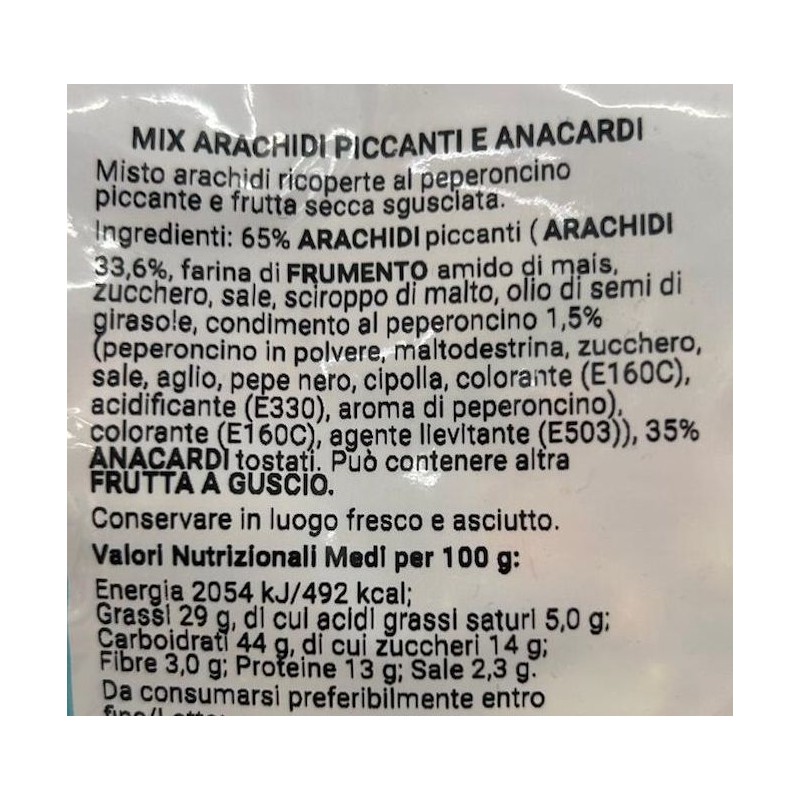 MIX ARACHIDI PICCANTI E ANACARDI
Misto arachidi ricoperte al peperoncino
piccante e frutta secca sgusciata.
Ingredienti: 65% ARACHIDI piccanti (ARACHIDI
33,6%, farina di FRUMENTO amido di mais,
zucchero, sale, sciroppo di malto, olio di semi di
girasole, condimento al peperoncino 1,5%
(peperoncino in polvere, maltodestrina, zucchero,
sale, aglio, pepe nero, cipolla, colorante (E160C),
acidificante (E330), aroma di peperoncino),
colorante (E160C), agente lievitante (E503)), 35%
ANACARDI tostati. Può contenere altra
FRUTTA A GUSCIO.
Conservare in luogo fresco e asciutto.
Valori Nutrizionali Medi per 100 g:
Energia 2054 kJ/492 kcal;
Grassi 29 g, di cui acidi grassi saturi 5,0 g;
Carboidrati 44 g, di cui zuccheri 14 g;
Fibre 3,0 g; Proteine 13 g; Sale 2,3 g.
Da consumarsi preferibilmente entro